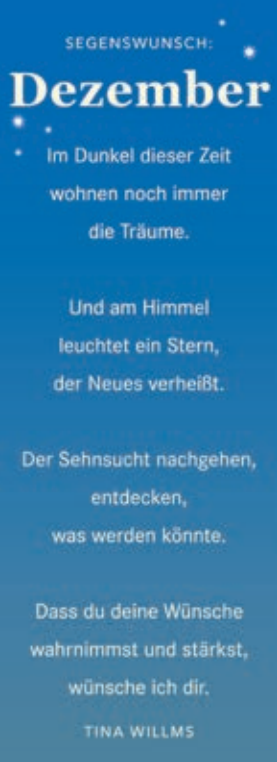 SEGENSWUNSCH:
Dezember
Im Dunkel dieser Zeit
wohnen noch immer
die Träume.
Und am Himmel
leuchtet ein Stern,
der Neues verheißt.
Der Sehnsucht nachgehen,
entdecken,
was werden könnte.
Dass du deine Wünsche
wahrnimmst und stärkst,
wünsche ich dir.
TINA WILLMS